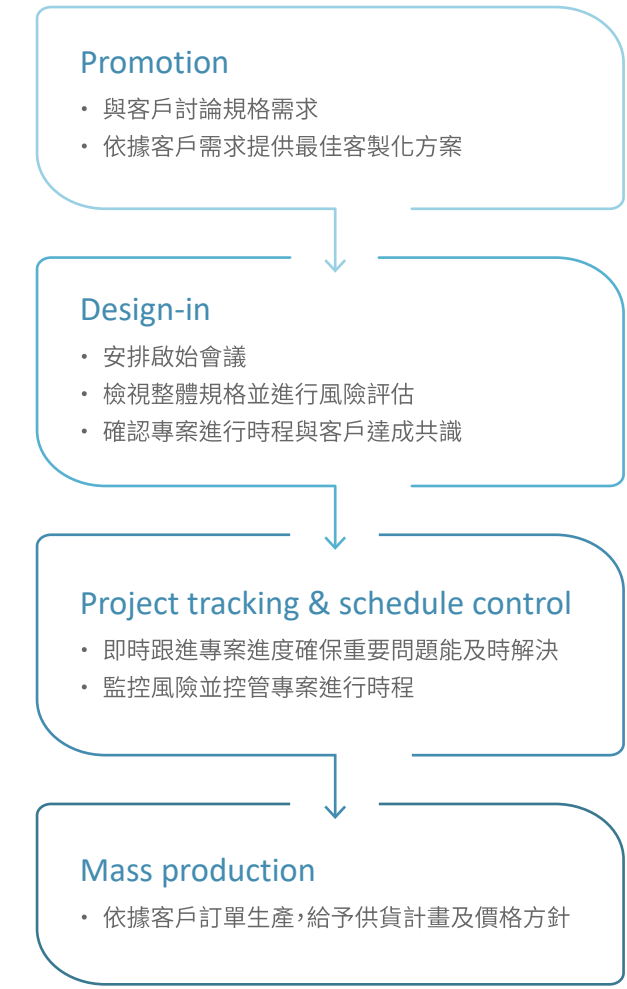 Promotion
・ 與客戶討論規格需求
・ 依據客戶需求提供最佳客製化方案
Design-in
・ 安排啟始會議
・ 檢視整體規格並進行風險評估
・ 確認專案進行時程與客戶達成共識
Project tracking & schedule control
・ 即時跟進專案進度確保重要問題能及時解決
・ 監控風險並控管專案進行時程
Mass production
・ 依據客戶訂單生產，給予供貨計畫及價格方針